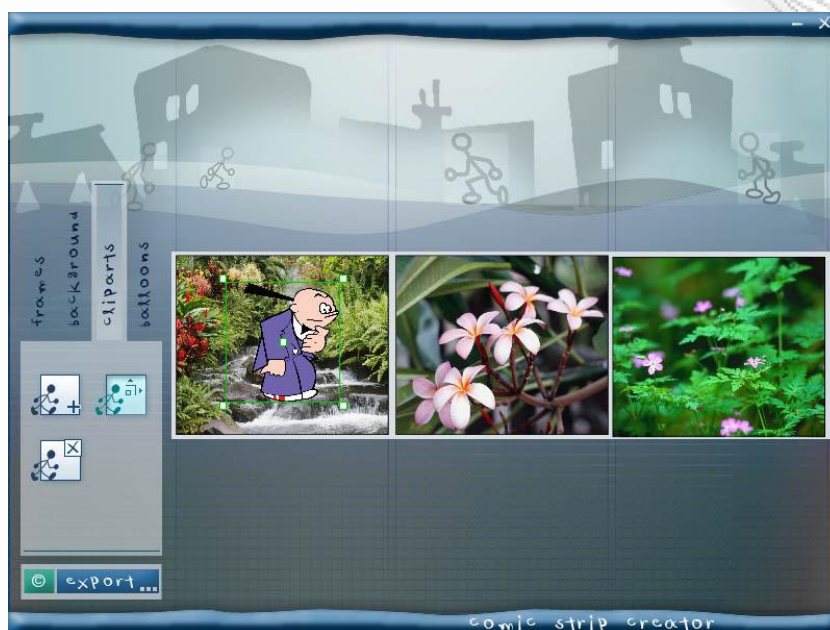 frames
background
cliparts
balloons
© export...
comic strip creator